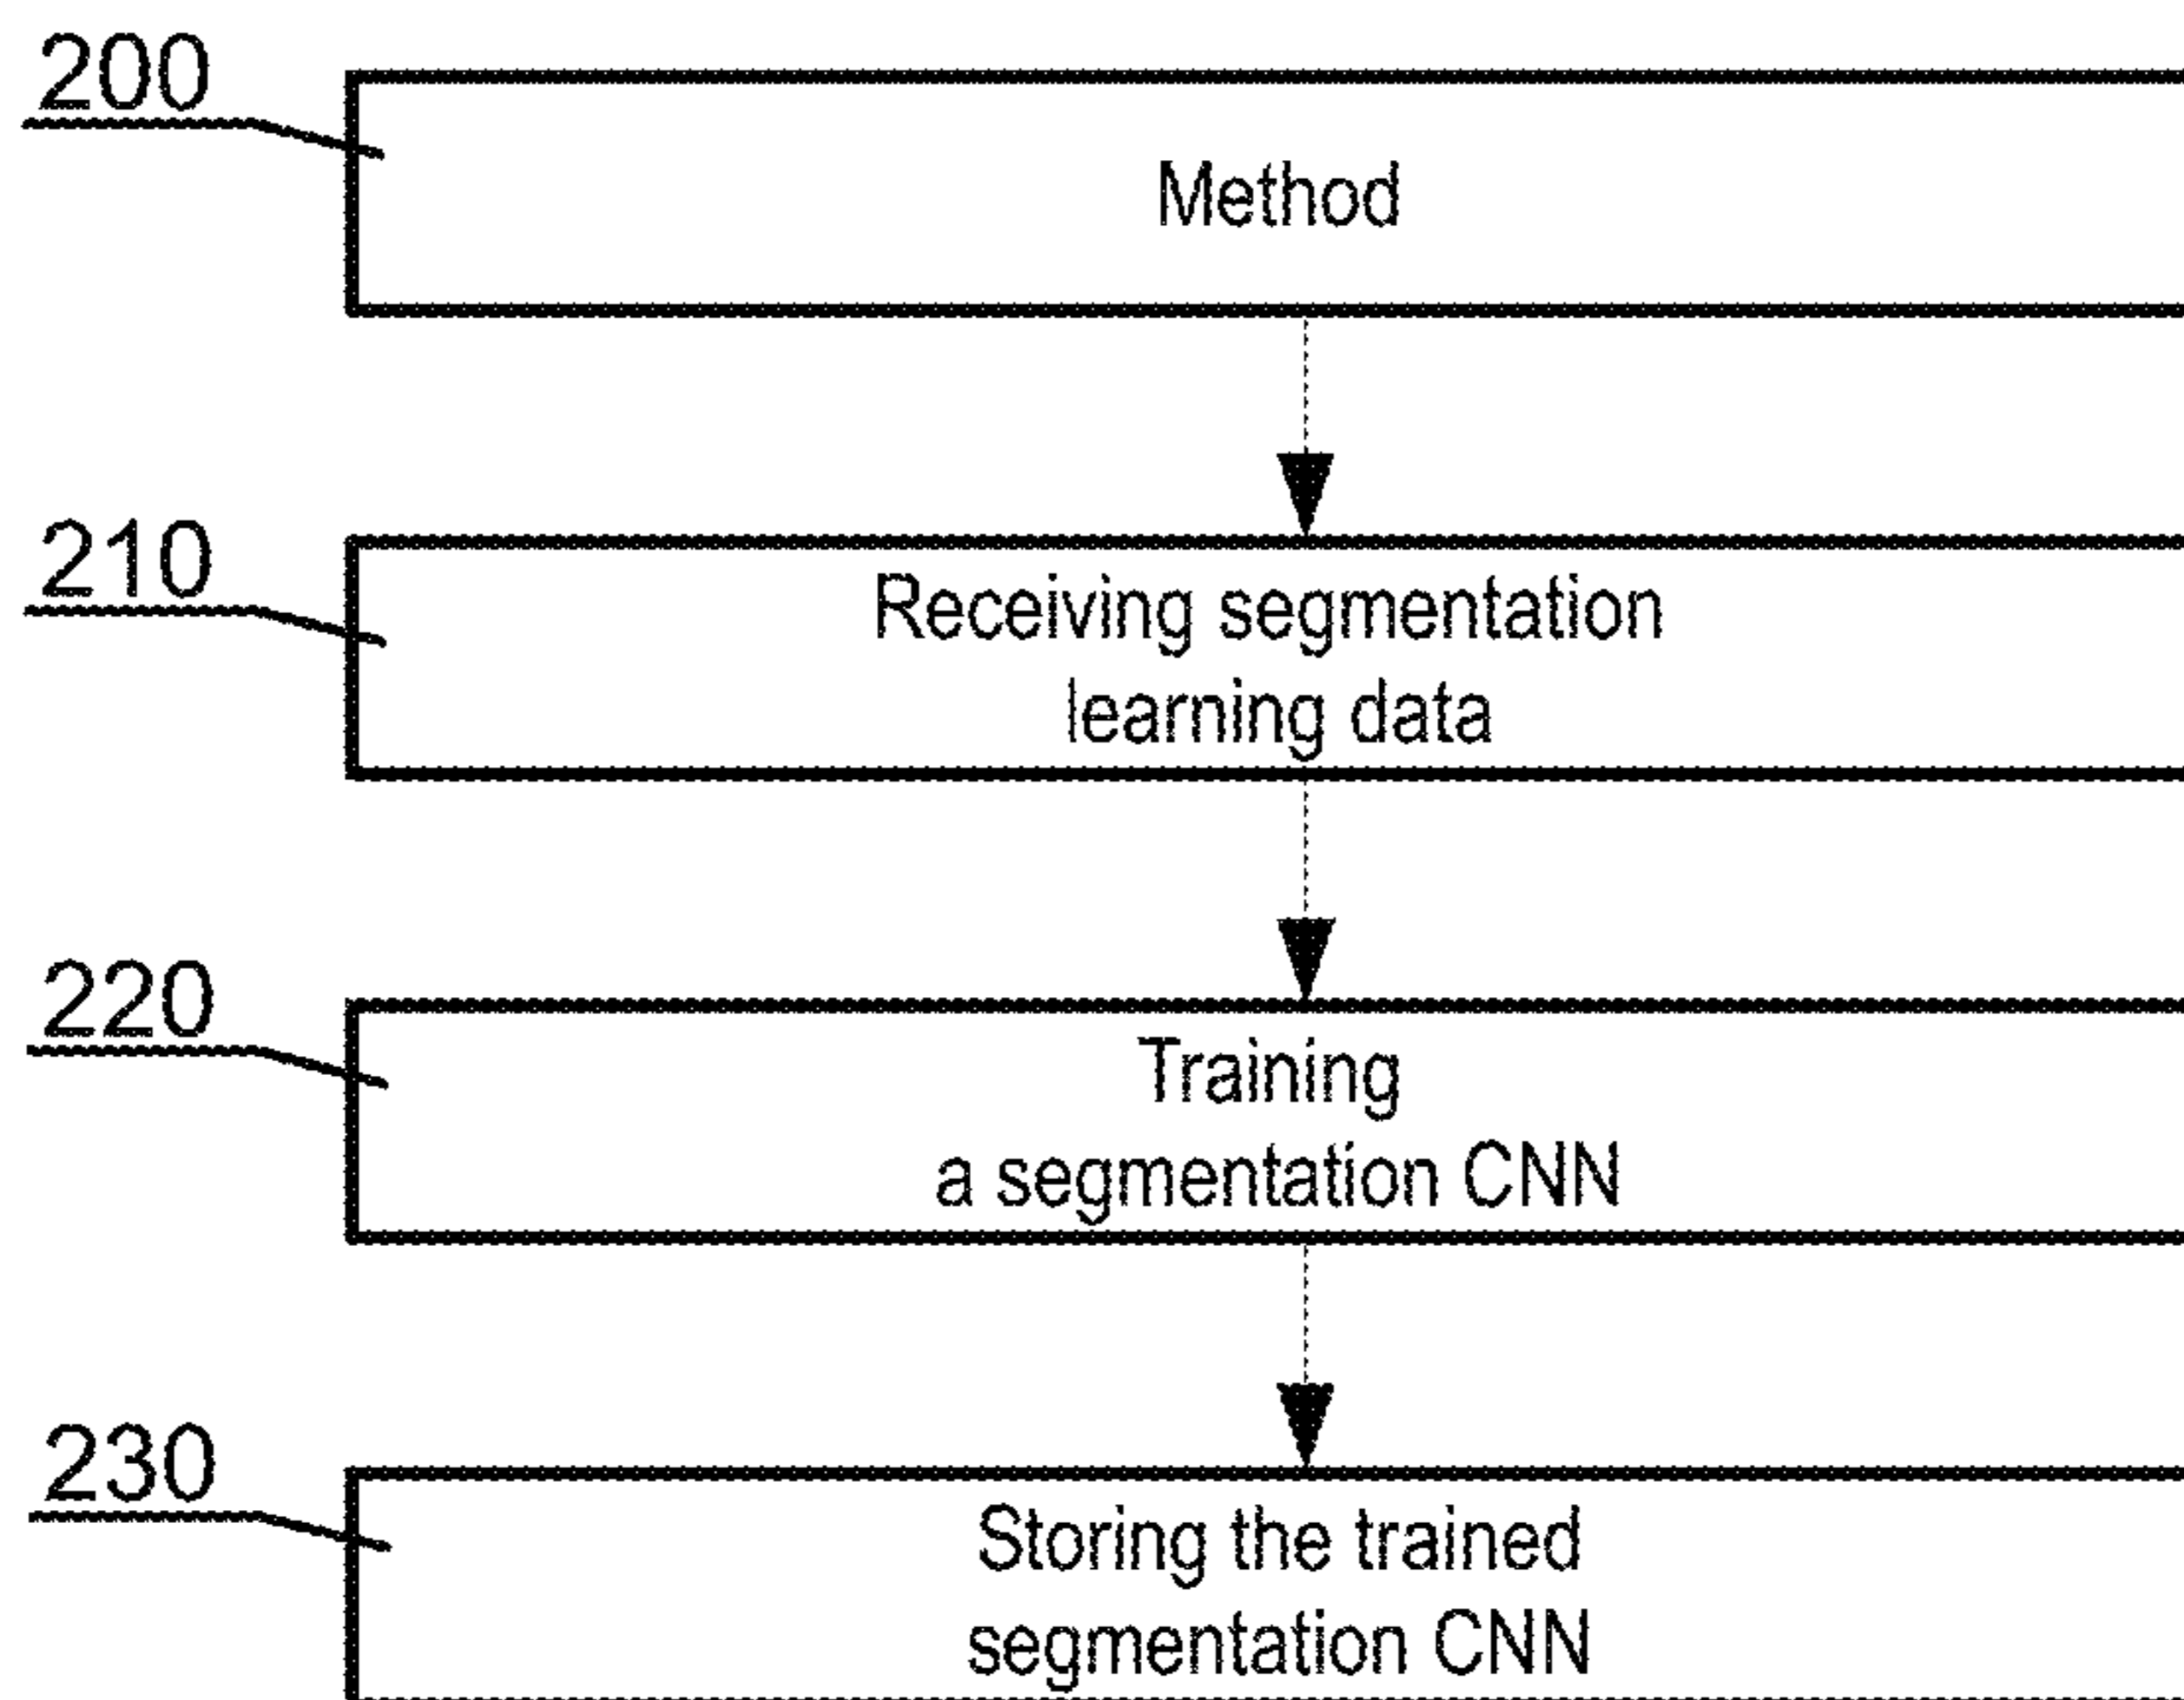 200
Method
210
Receiving segmentation
learning data
220
Training
a segmentation CNN
230
Storing the trained
segmentation CNN